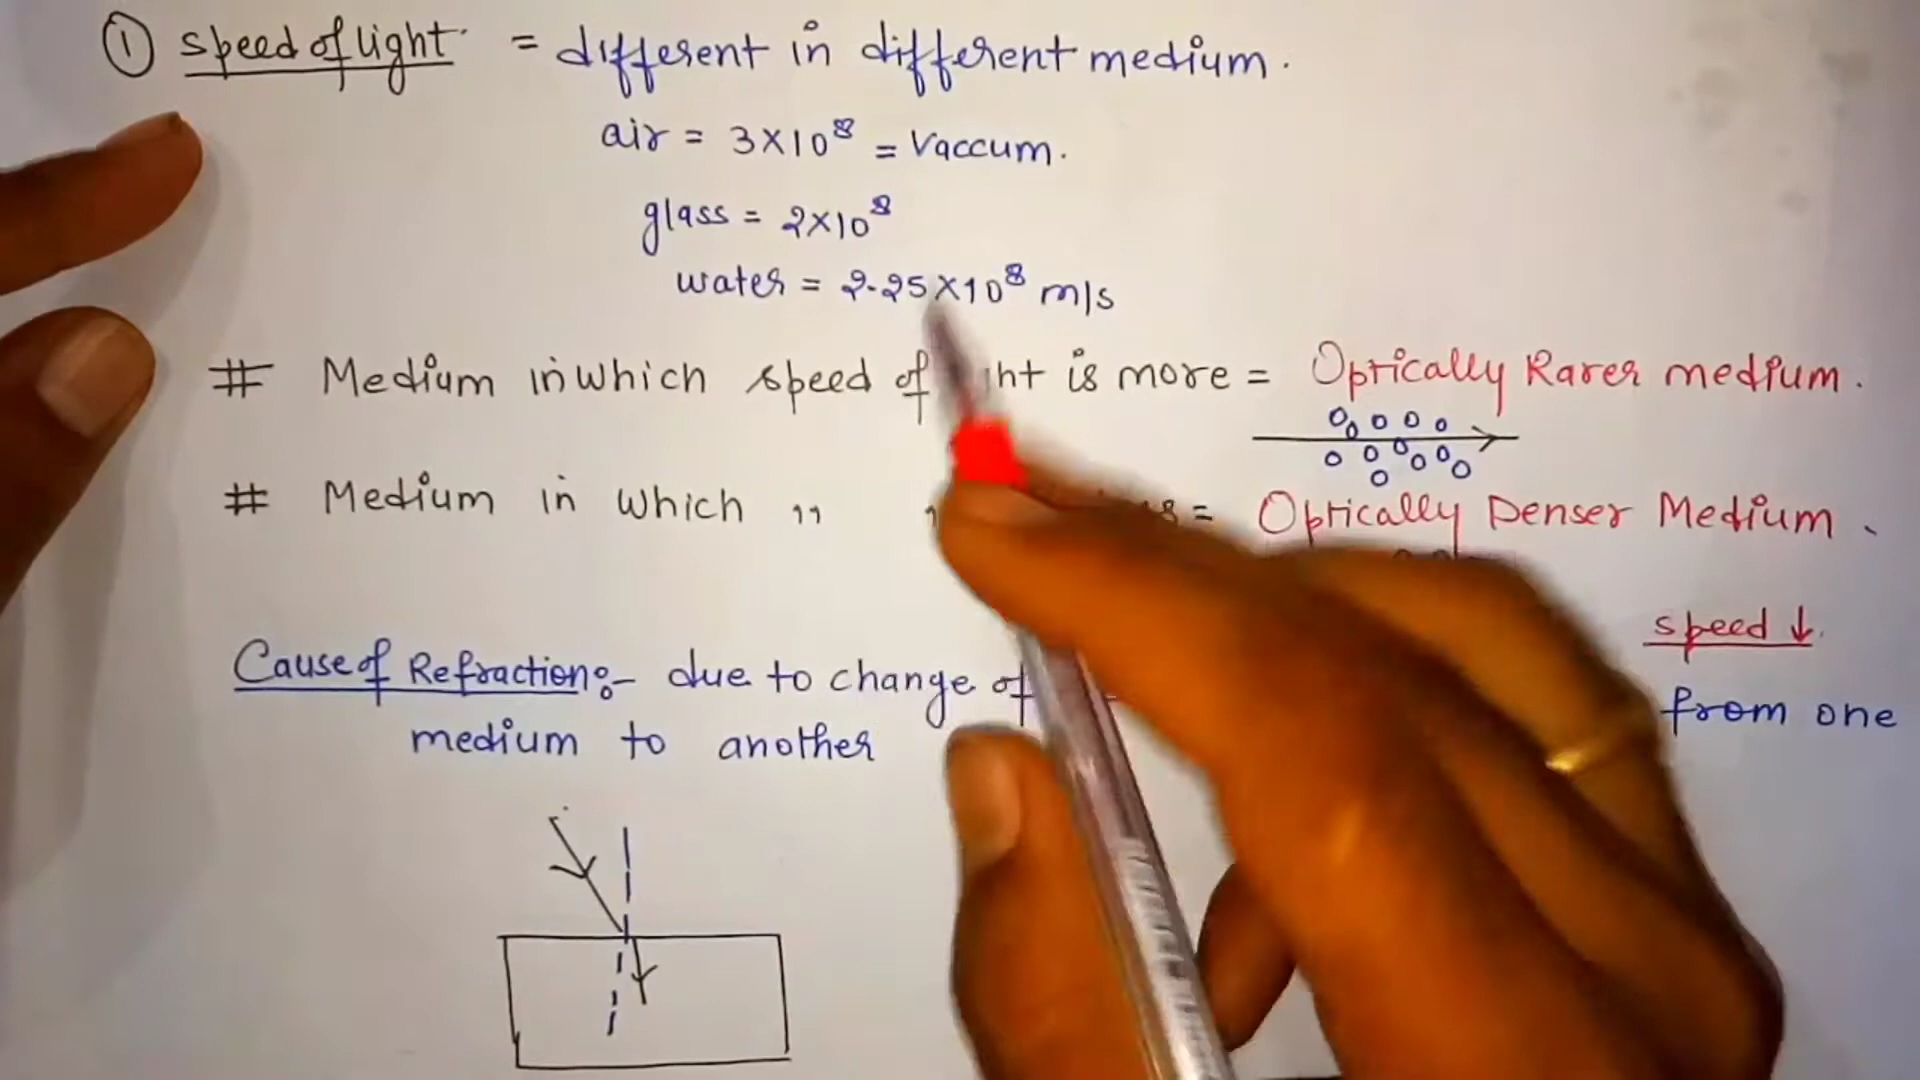 ① speed of light = different in different medium.
air = 3×10⁸ = Vaccum.
glass = 2×10⁸
water = 2.25×10⁸ m/s
# Medium in which speed of ht is more = Optically Rarer medium.
# Medium in which ,, = Optically Denser Medium.
speed ↓
Cause of Refraction:- due to change of from one
medium to another